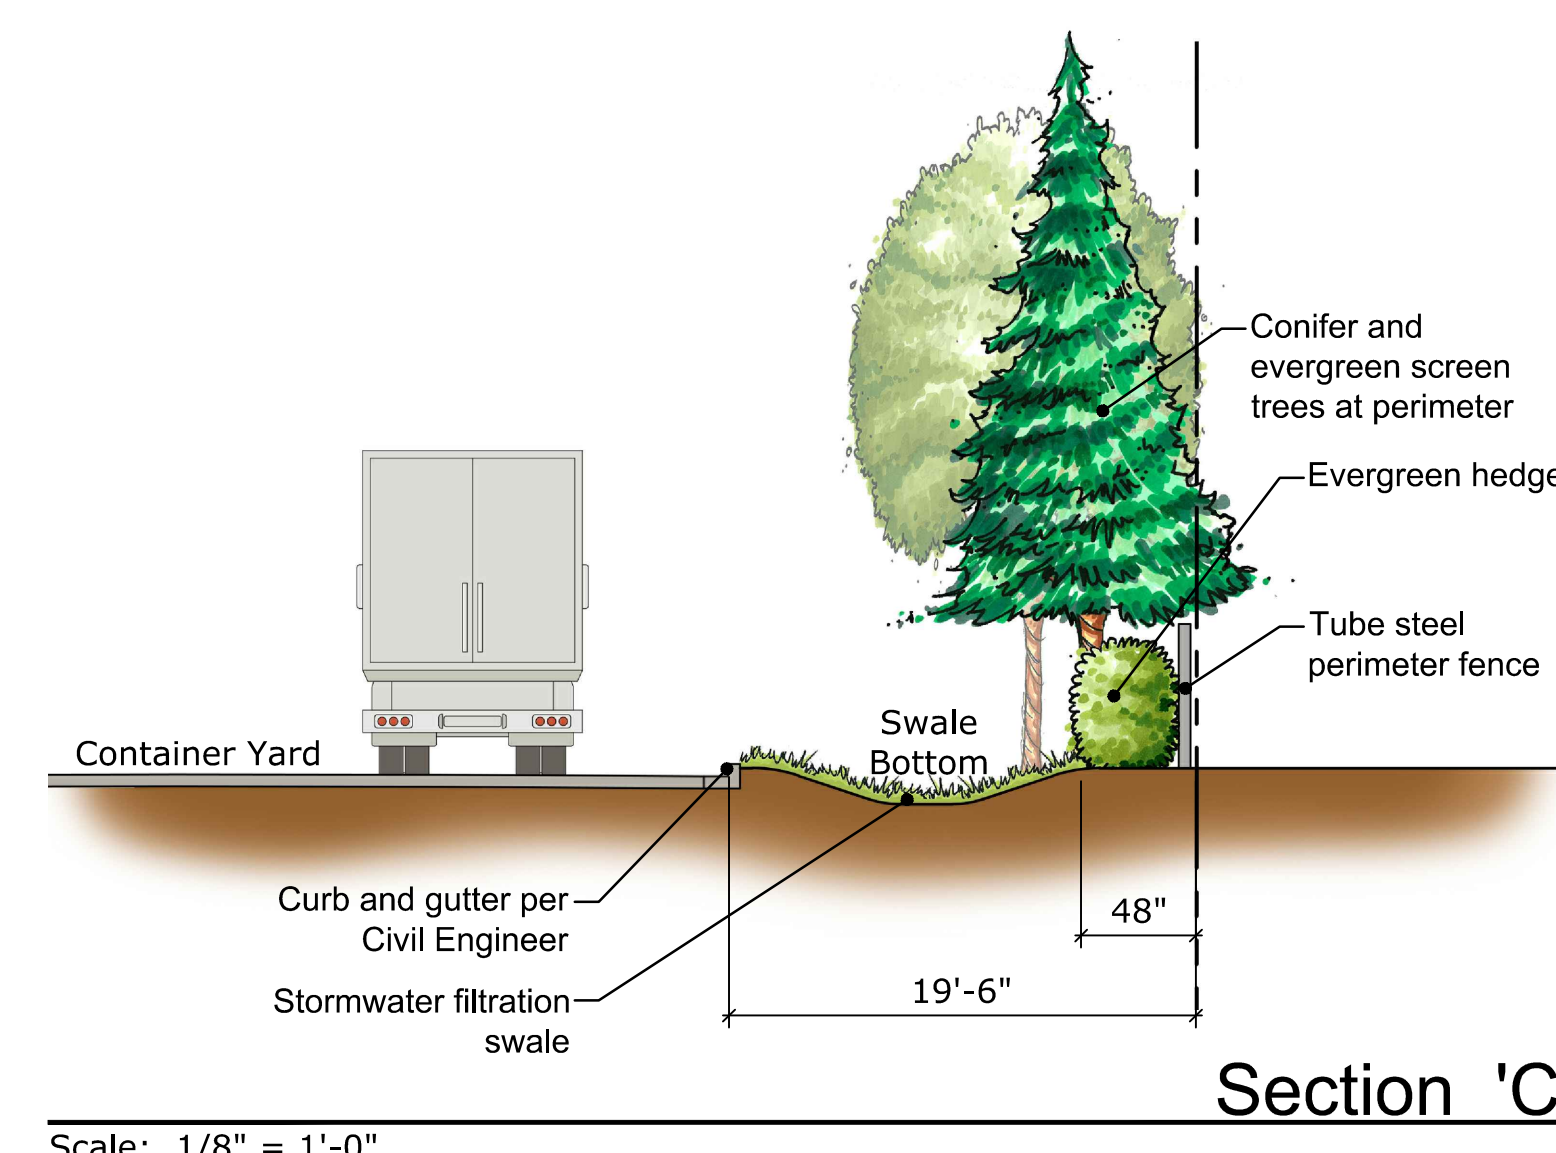 Conifer and
evergreen screen
trees at perimeter
Evergreen hedge
Tube steel
perimeter fence
Swale
Bottom
Container Yard
Curb and gutter per
Civil Engineer
48"
19'-6"
Stormwater filtration
swale
Section 'C
Scale: 1/8" = 1'-0"